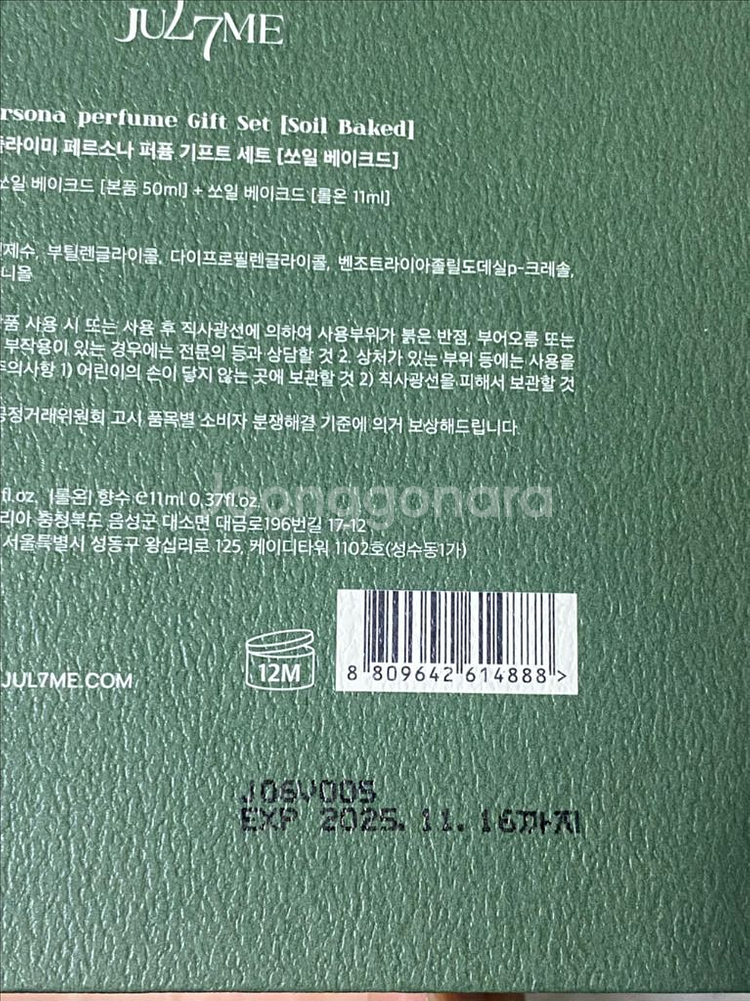 JUL7ME
rsona perfume Gift Set [Soil Baked]
라이미 페르소나 퍼퓸 기프트 세트 [쏘일 베이크드]
쏘일 베이크드 [본품 50ml] + 쏘일 베이크드 [롤온 11ml]
제수, 부틸렌글라이콜, 다이프로필렌글라이콜, 벤조트라이아졸릴도데실p-크레솔,
니올
품 사용 시 또는 사용 후 직사광선에 의하여 사용부위가 붉은 반점, 부어오름 또는
부작용이 있는 경우에는 전문의 등과 상담할 것 2. 상처가 있는 부위 등에는 사용을
주의사항 1) 어린이의 손이 닿지 않는 곳에 보관할 것 2) 직사광선을 피해서 보관할 것
공정거래위원회 고시 품목별 소비자 분쟁해결 기준에 의거 보상해드립니다.
fl.oz, [롤온] 향수 e11ml 0.37fl.oz.
Joonggonara
리아 충청북도 음성군 대소면 대금로196번길 17-12
서울특별시 성동구 왕십리로 125, 케이디타워 1102호(성수동1가)
JUL7ME.COM
12M
8 809642 614888 >
J06V005
EXP 2025. 11. 16까지